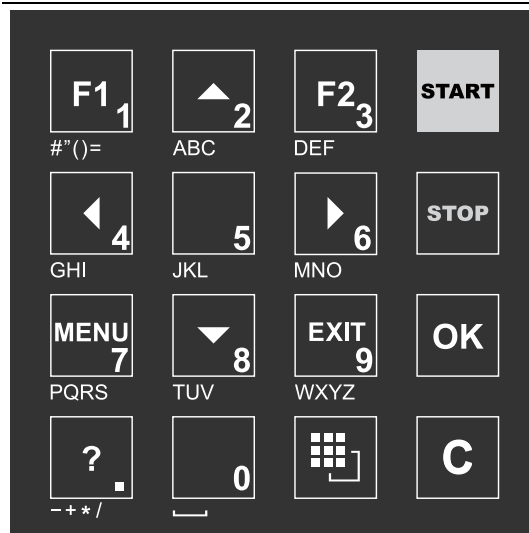 F1 1 2 F2 3 START
#"()= ABC DEF
4 5 6 STOP
GHI JKL MNO
MENU 7 8 EXIT 9 OK
PQRS TUV WXYZ
? . 0 C
-+*/